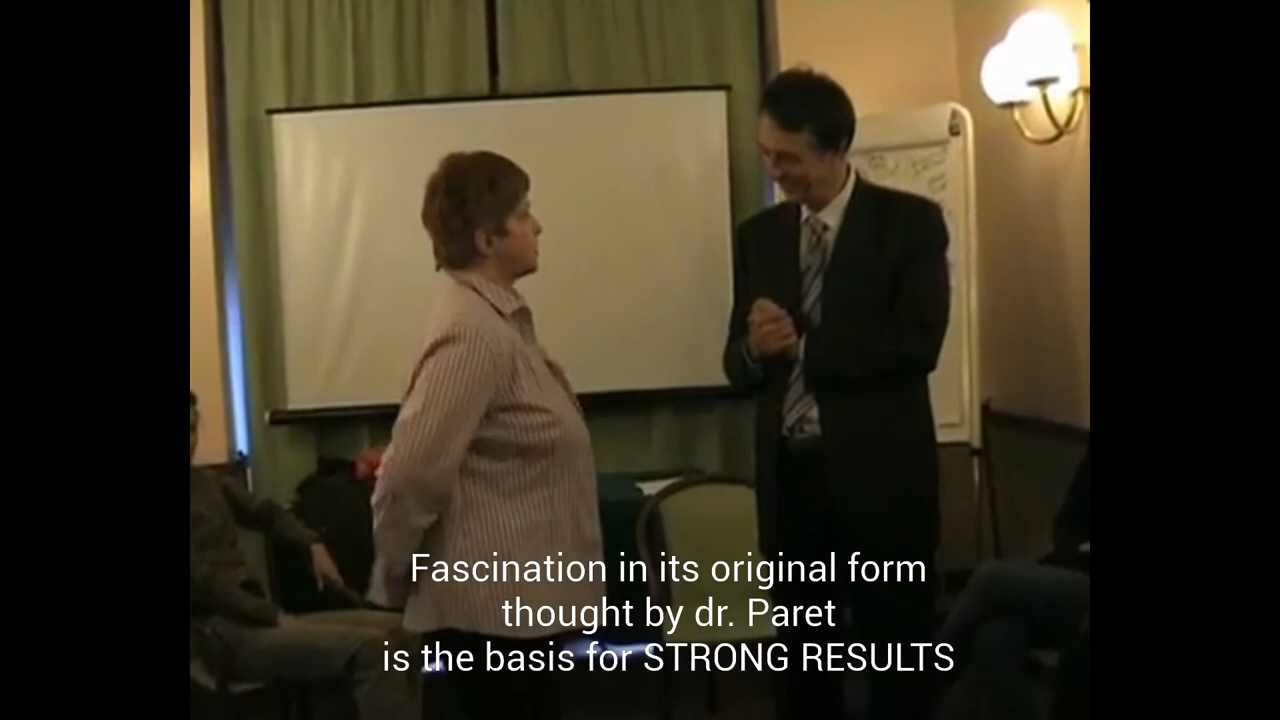 Fascination in its original form
thought by dr. Paret
is the basis for STRONG RESULTS